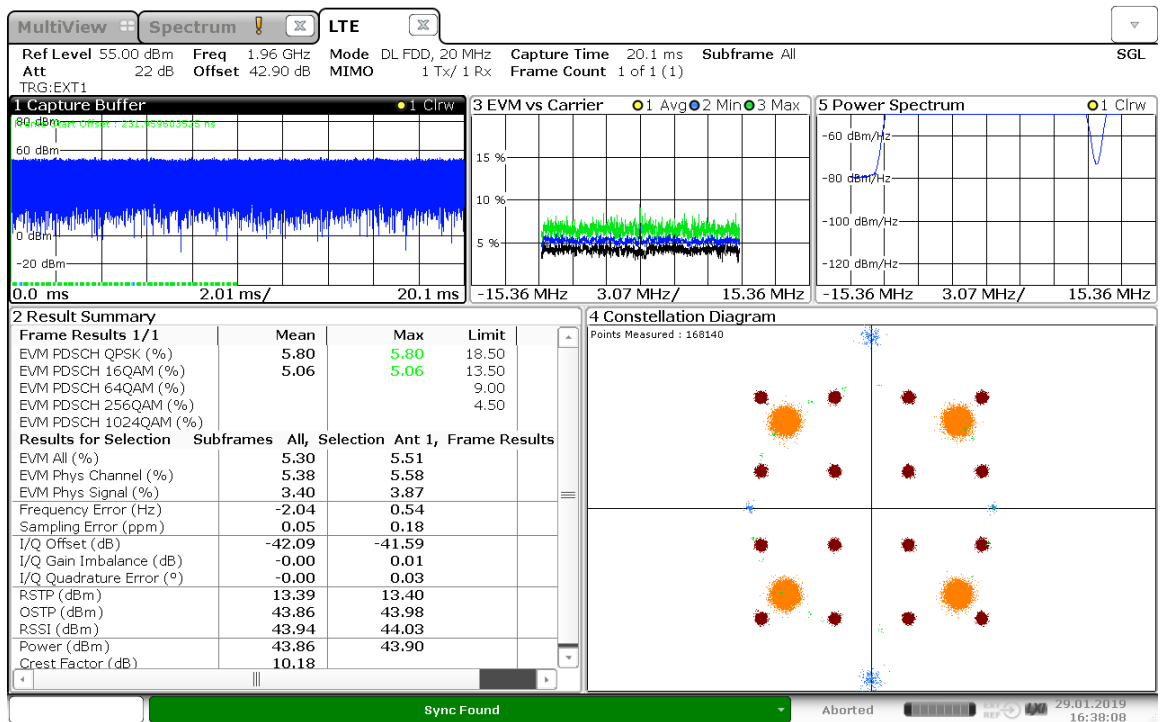 MultiView Spectrum LTE
Ref Level 55.00 dBm Freq 1.96 GHz Mode DL FDD, 20 MHz Capture Time 20.1 ms Subframe All SGL
Att 22 dB Offset 42.90 dB MIMO 1 Tx/ 1 Rx Frame Count 1 of 1 (1)
TRG:EXT1
1 Capture Buffer 1 Clrw
80 dBm
Frame Start Offset : 231.959603525 ns
60 dBm
0 dBm
-20 dBm
0.0 ms 2.01 ms/ 20.1 ms
3 EVM vs Carrier 1 Avg 2 Min 3 Max
15 %
10 %
5 %
-15.36 MHz 3.07 MHz/ 15.36 MHz
5 Power Spectrum 1 Clrw
-60 dBm/Hz
-80 dBm/Hz
-100 dBm/Hz
-120 dBm/Hz
-15.36 MHz 3.07 MHz/ 15.36 MHz
2 Result Summary
Frame Results 1/1 Mean Max Limit
EVM PDSCH QPSK (%) 5.80 5.80 18.50
EVM PDSCH 16QAM (%) 5.06 5.06 13.50
EVM PDSCH 64QAM (%) 9.00
EVM PDSCH 256QAM (%) 4.50
EVM PDSCH 1024QAM (%)
Results for Selection Subframes All, Selection Ant 1, Frame Results
EVM All (%) 5.30 5.51
EVM Phys Channel (%) 5.38 5.58
EVM Phys Signal (%) 3.40 3.87
Frequency Error (Hz) -2.04 0.54
Sampling Error (ppm) 0.05 0.18
I/Q Offset (dB) -42.09 -41.59
I/Q Gain Imbalance (dB) -0.00 0.01
I/Q Quadrature Error (°) -0.00 0.03
RSTP (dBm) 13.39 13.40
OSTP (dBm) 43.86 43.98
RSSI (dBm) 43.94 44.03
Power (dBm) 43.86 43.90
Crest Factor (dB) 10.18
4 Constellation Diagram
Points Measured : 168140
Sync Found
Aborted
EXT
REF
LXI
29.01.2019
16:38:08